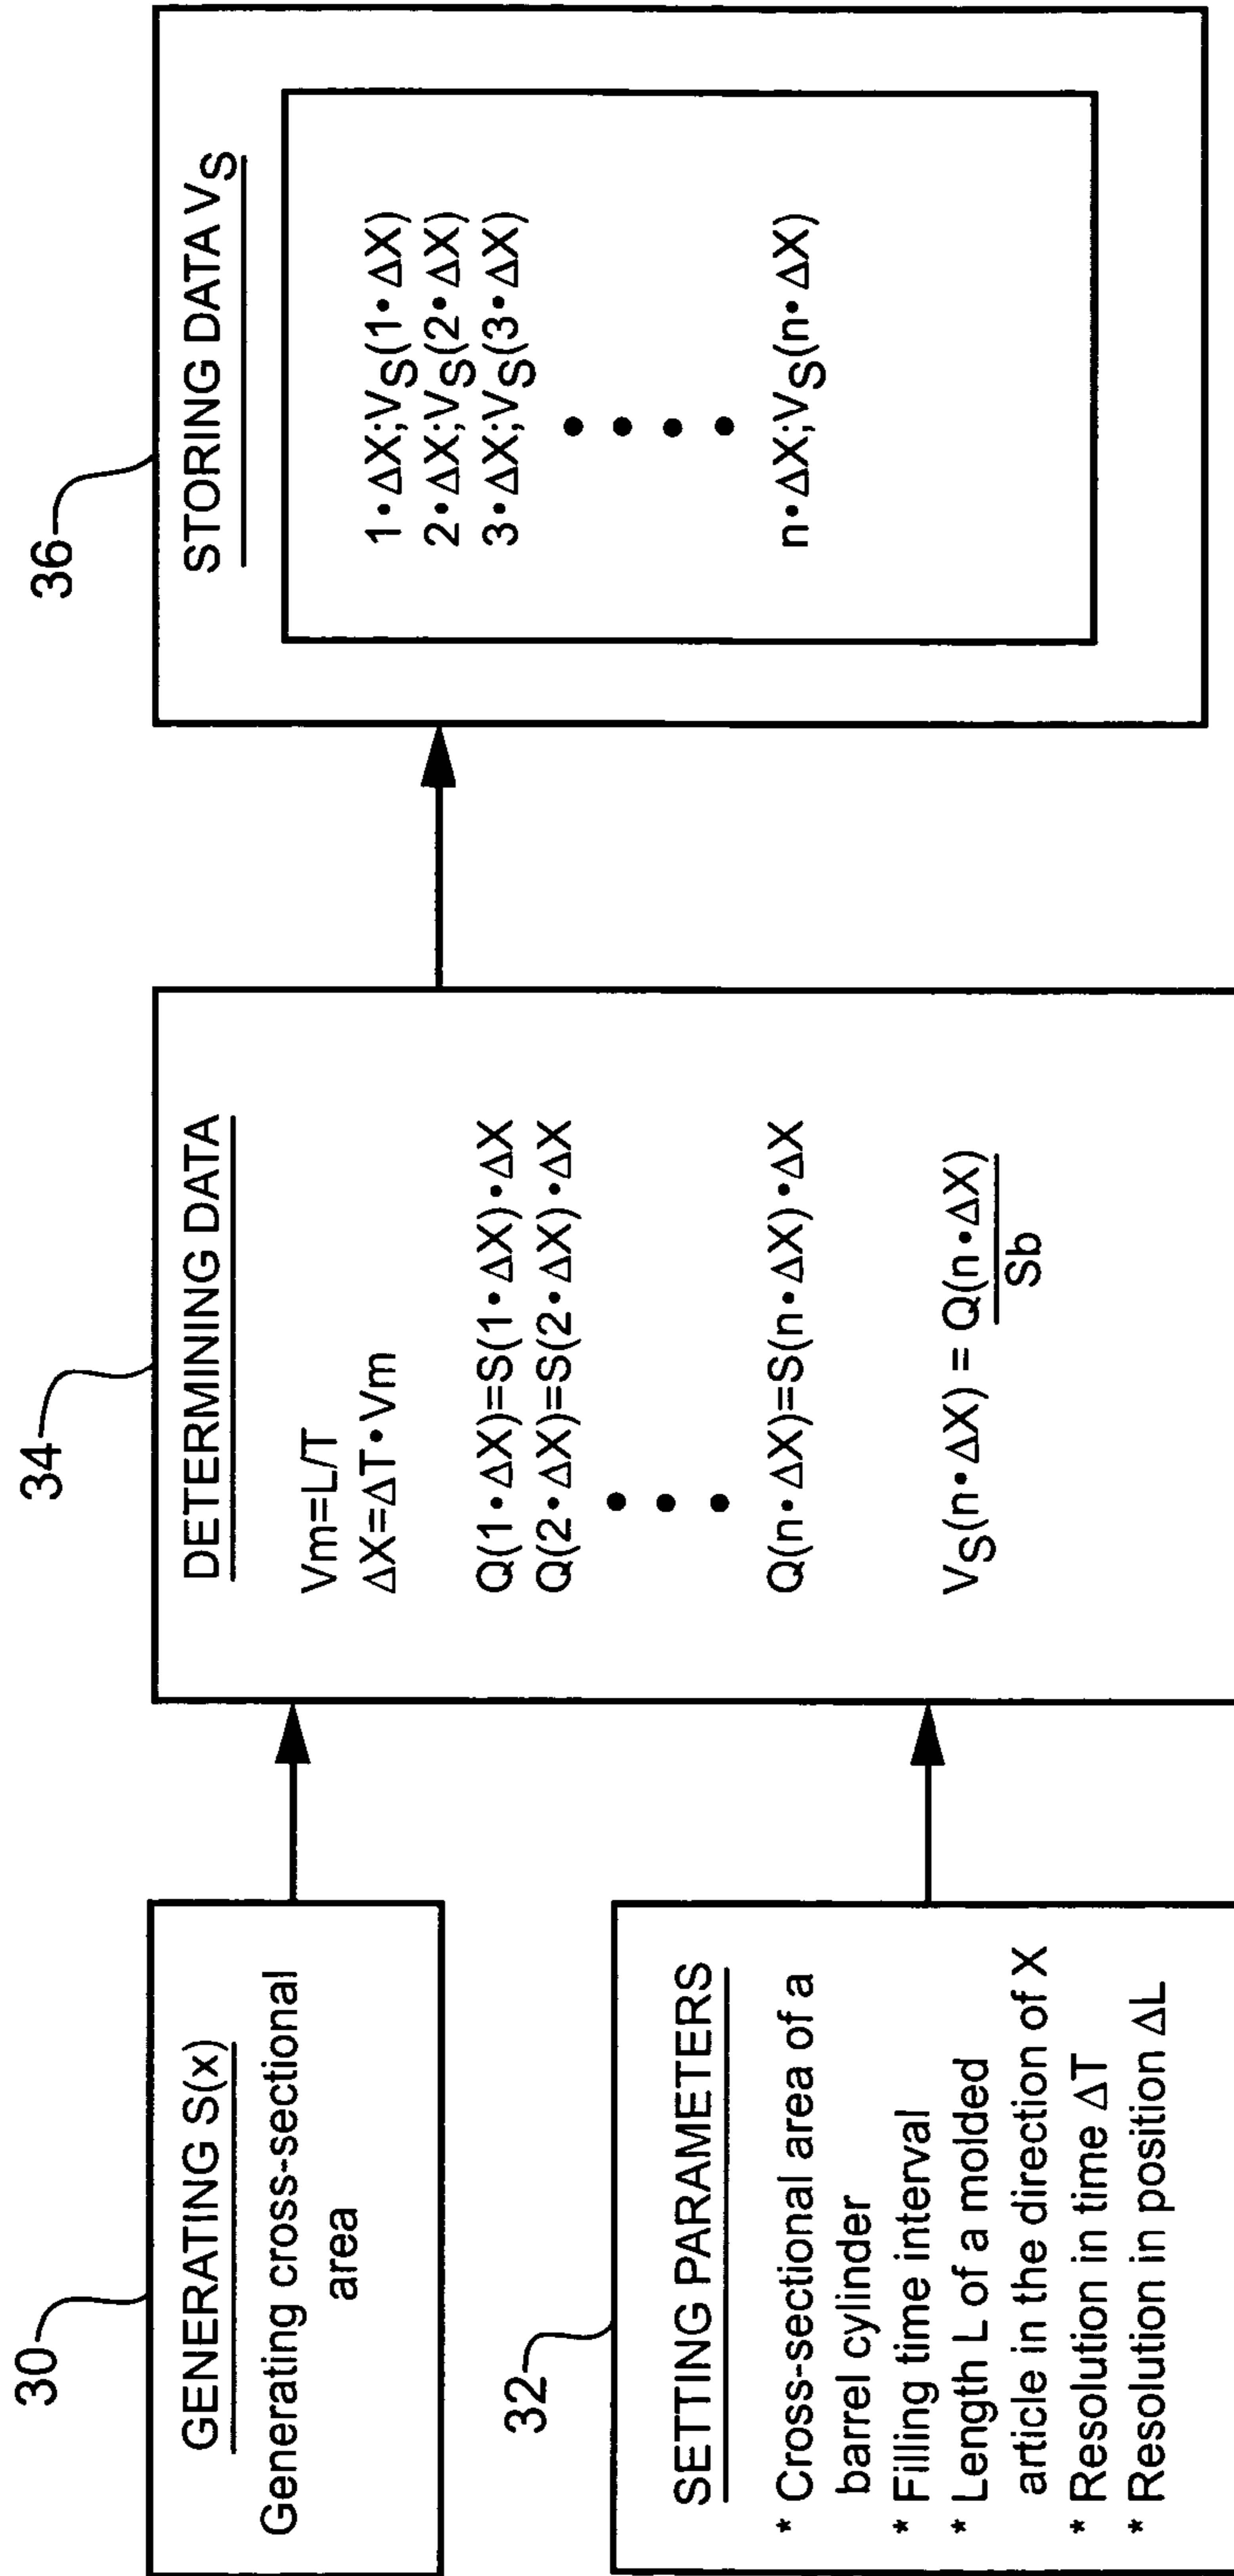 30
GENERATING S(x)
Generating cross-sectional
area
32
SETTING PARAMETERS
* Cross-sectional area of a
barrel cylinder
* Filling time interval
* Length L of a molded
article in the direction of X
* Resolution in time ΔT
* Resolution in position ΔL
34
DETERMINING DATA
Vm=L/T
ΔX=ΔT•Vm
Q(1•ΔX)=S(1•ΔX)•ΔX
Q(2•ΔX)=S(2•ΔX)•ΔX
• • •
Q(n•ΔX)=S(n•ΔX)•ΔX
VS(n•ΔX) = Q(n•ΔX)
Sb
36
STORING DATA VS
1•ΔX;VS(1•ΔX)
2•ΔX;VS(2•ΔX)
3•ΔX;VS(3•ΔX)
• • • •
n•ΔX;VS(n•ΔX)